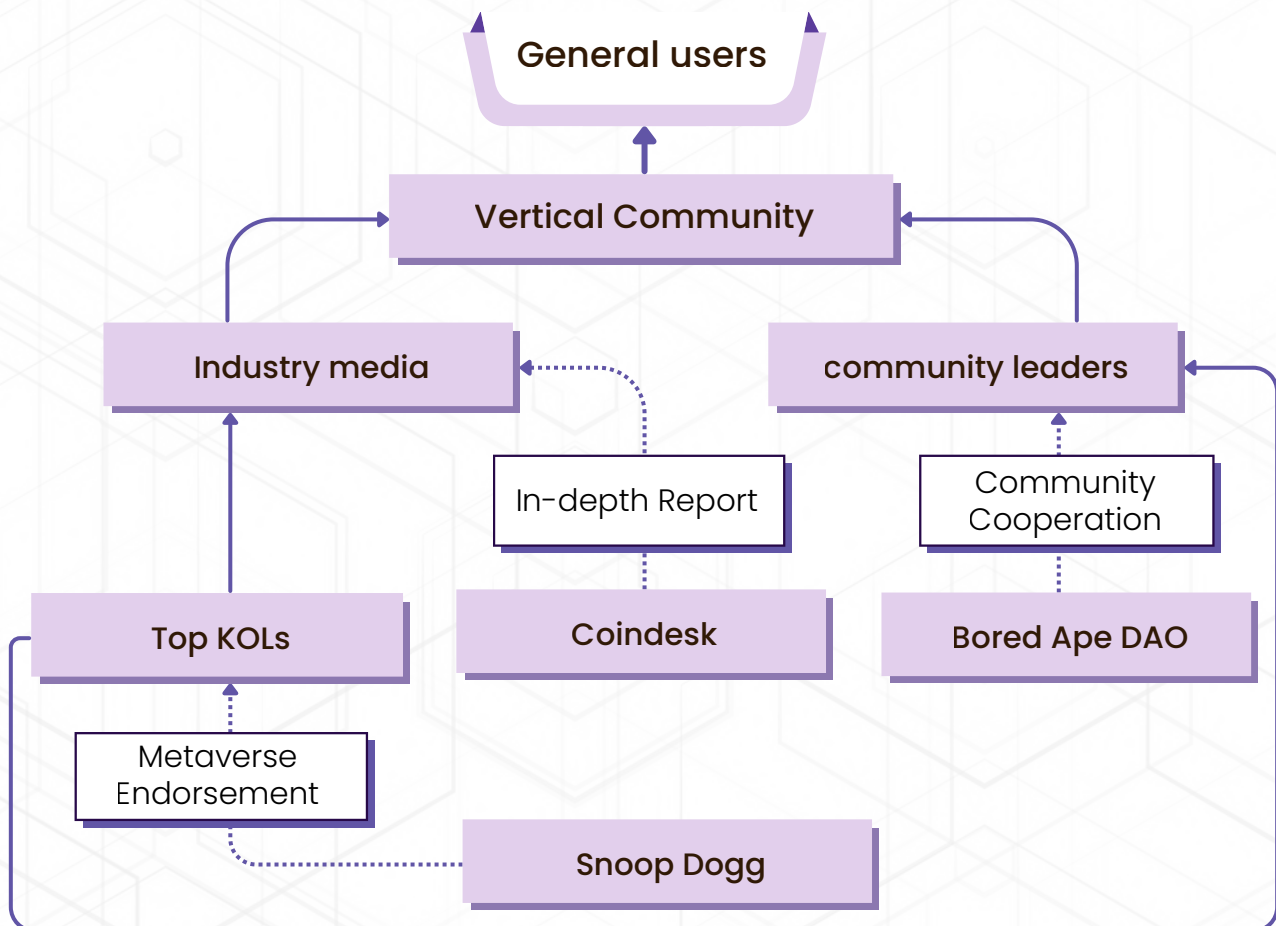 General users
Vertical Community
Industry media
community leaders
In-depth Report
Community
Cooperation
Top KOLs
Coindesk
Bored Ape DAO
Metaverse
Endorsement
Snoop Dogg